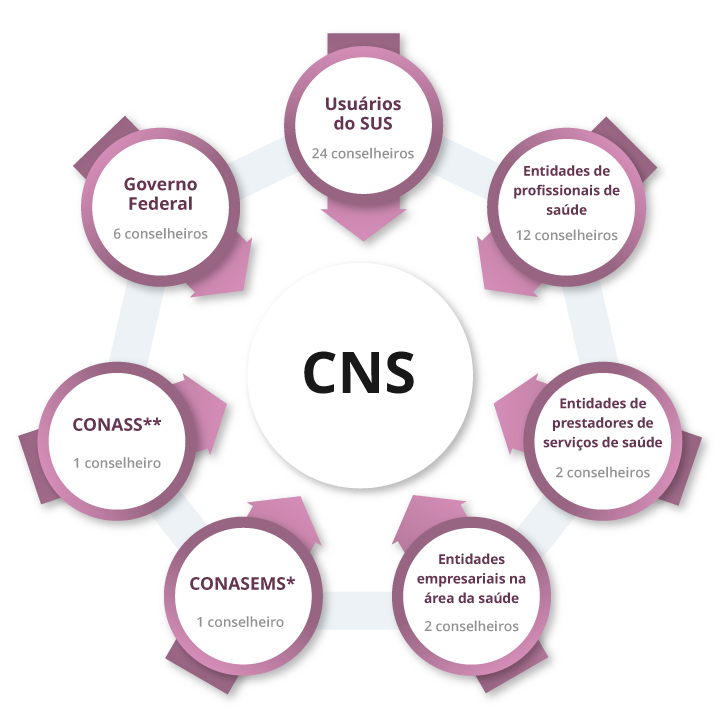 Usuários
do SUS
24 conselheiros
Entidades de
profissionais de
saúde
12 conselheiros
Entidades de
prestadores de
serviços de saúde
2 conselheiros
Entidades
empresariais na
área da saúde
2 conselheiros
CONASEMS*
1 conselheiro
CONASS**
1 conselheiro
Governo
Federal
6 conselheiros
CNS